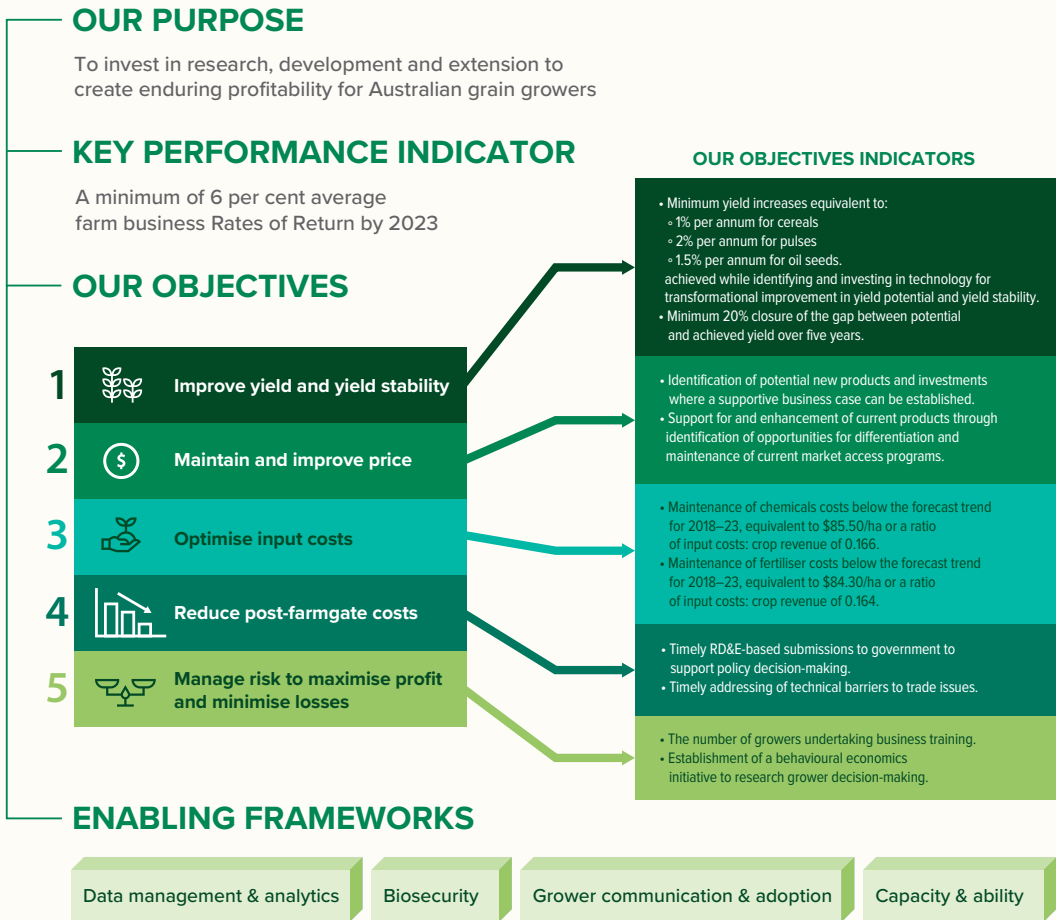 OUR PURPOSE
To invest in research, development and extension to
create enduring profitability for Australian grain growers
KEY PERFORMANCE INDICATOR
A minimum of 6 per cent average
farm business Rates of Return by 2023
OUR OBJECTIVES
1 Improve yield and yield stability
2 $ Maintain and improve price
3 Optimise input costs
4 Reduce post-farmgate costs
5 Manage risk to maximise profit
and minimise losses
OUR OBJECTIVES INDICATORS
• Minimum yield increases equivalent to:
◦ 1% per annum for cereals
◦ 2% per annum for pulses
◦ 1.5% per annum for oil seeds.
achieved while identifying and investing in technology for
transformational improvement in yield potential and yield stability.
• Minimum 20% closure of the gap between potential
and achieved yield over five years.
• Identification of potential new products and investments
where a supportive business case can be established.
• Support for and enhancement of current products through
identification of opportunities for differentiation and
maintenance of current market access programs.
• Maintenance of chemicals costs below the forecast trend
for 2018–23, equivalent to $85.50/ha or a ratio
of input costs: crop revenue of 0.166.
• Maintenance of fertiliser costs below the forecast trend
for 2018–23, equivalent to $84.30/ha or a ratio
of input costs: crop revenue of 0.164.
• Timely RD&E-based submissions to government to
support policy decision-making.
• Timely addressing of technical barriers to trade issues.
• The number of growers undertaking business training.
• Establishment of a behavioural economics
initiative to research grower decision-making.
ENABLING FRAMEWORKS
Data management & analytics
Biosecurity
Grower communication & adoption
Capacity & ability